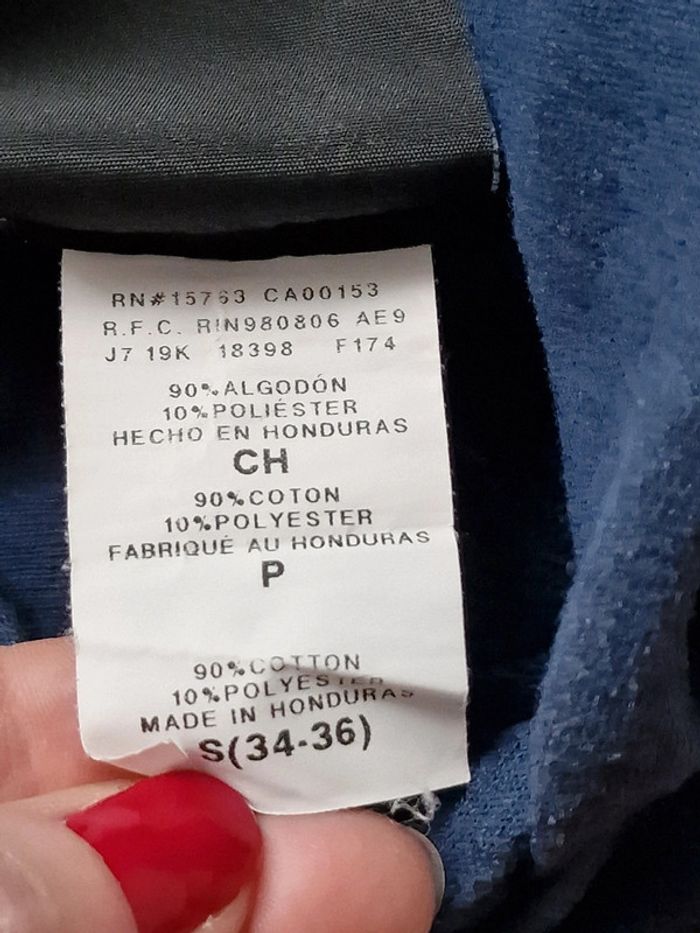 RN#15763 CA00153
R.F.C. RIN980806 AE9
J7 19K 18398 F174
90%ALGODÓN
10%POLIÉSTER
HECHO EN HONDURAS
CH
90%COTON
10%POLYESTER
FABRIQUÉ AU HONDURAS
P
90%COTTON
10%POLYESTER
MADE IN HONDURAS
S(34-36)